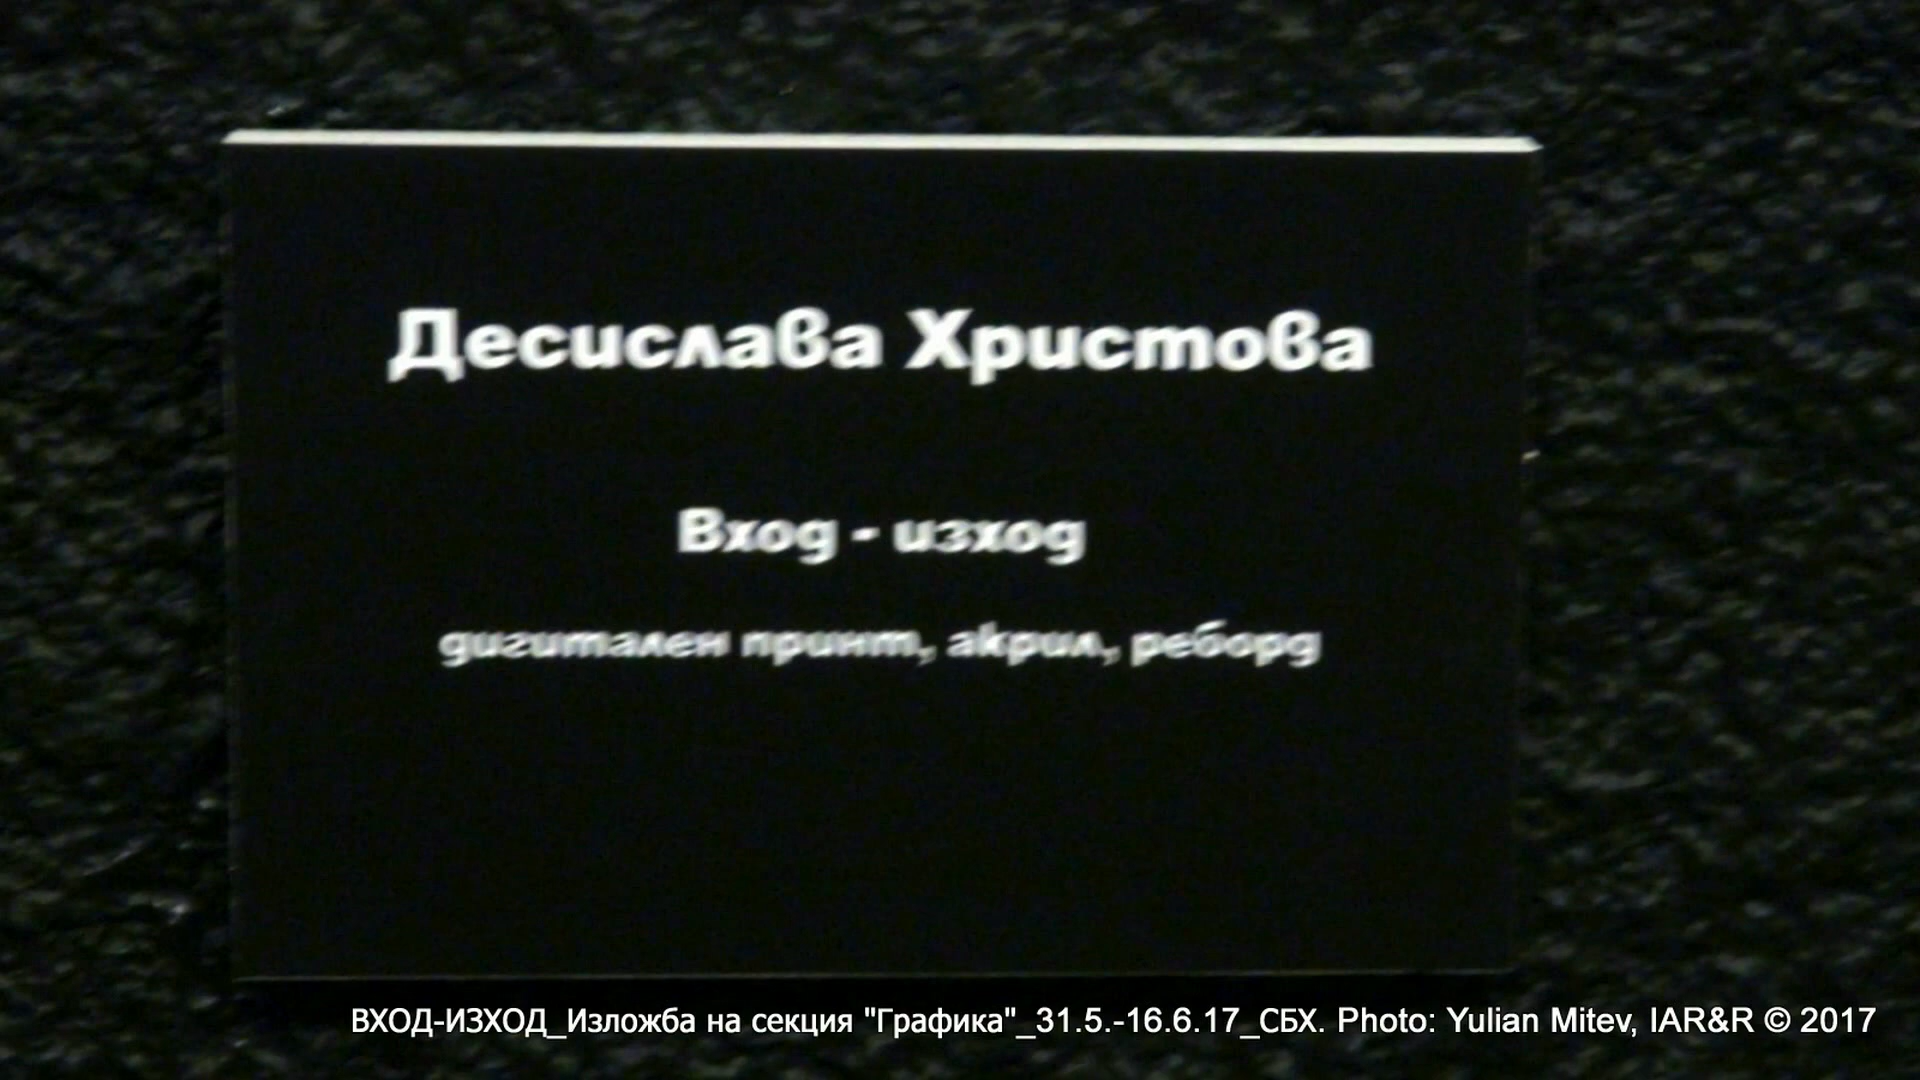 Десислава Христова
Вход - изход
дигитален принт, акрил, реборд
ВХОД-ИЗХОД_Изложба на секция "Графика"_31.5.-16.6.17_СБХ. Photo: Yulian Mitev, IAR&R © 2017